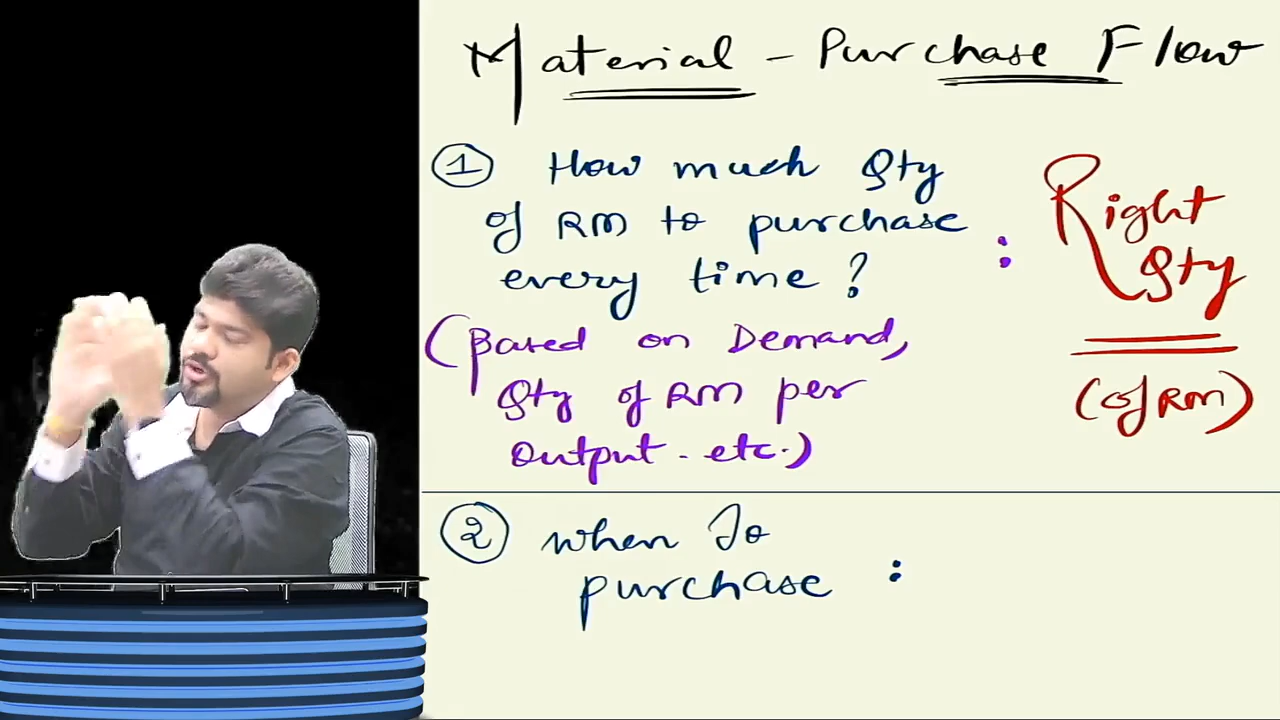 Material - Purchase Flow
① How much Qty
of RM to purchase
every time ? :
Right
Qty
(of RM)
(Based on Demand,
Qty of RM per
Output. etc.)
② When To
purchase :